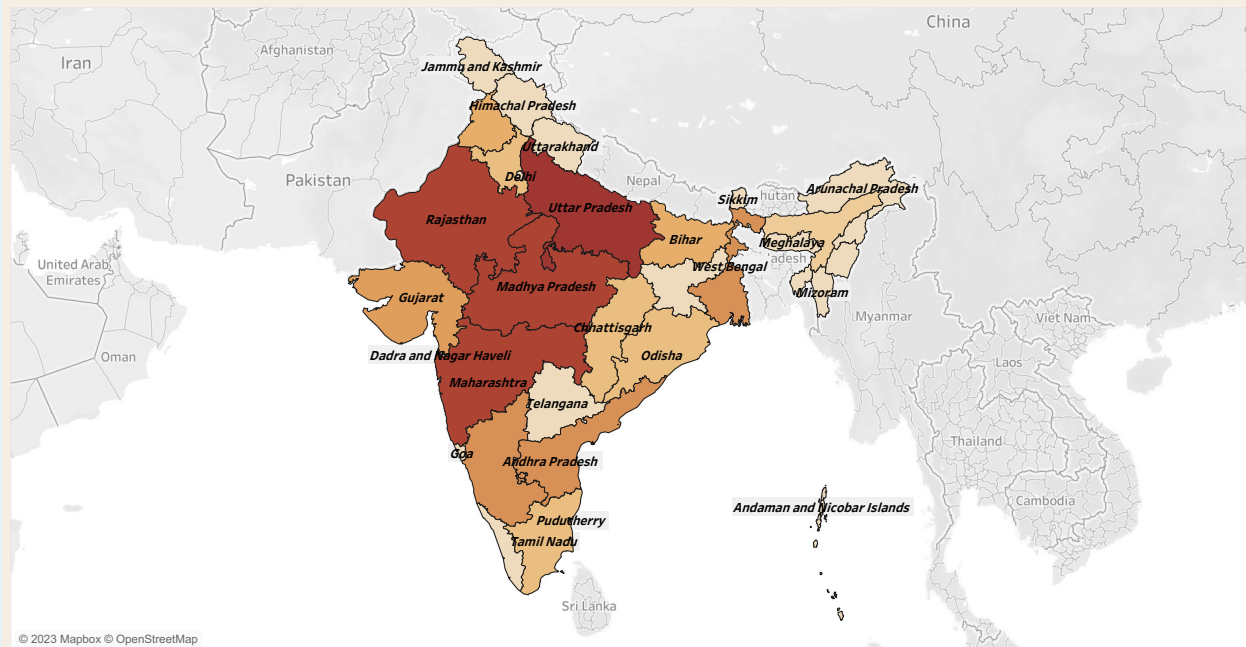 China
Afghanistan
Iran
Jammu and Kashmir
Himachal Pradesh
Uttarakhand
Delhi
Pakistan
Nepal
Arunachal Pradesh
Sikkim
hutan
Uttar Pradesh
Rajasthan
Bihar
Meghalaya
adesh
West Bengal
United Arab
Emirates
Madhya Pradesh
Mizoram
Gujarat
Myanmar
Viet Nam
Chhattisgarh
Oman
Dadra and Nagar Haveli
Odisha
Laos
Maharashtra
Telangana
Thailand
Goa
Andhra Pradesh
Cambodia
Andaman and Nicobar Islands
Puducherry
Tamil Nadu
Sri Lanka
© 2023 Mapbox © OpenStreetMap